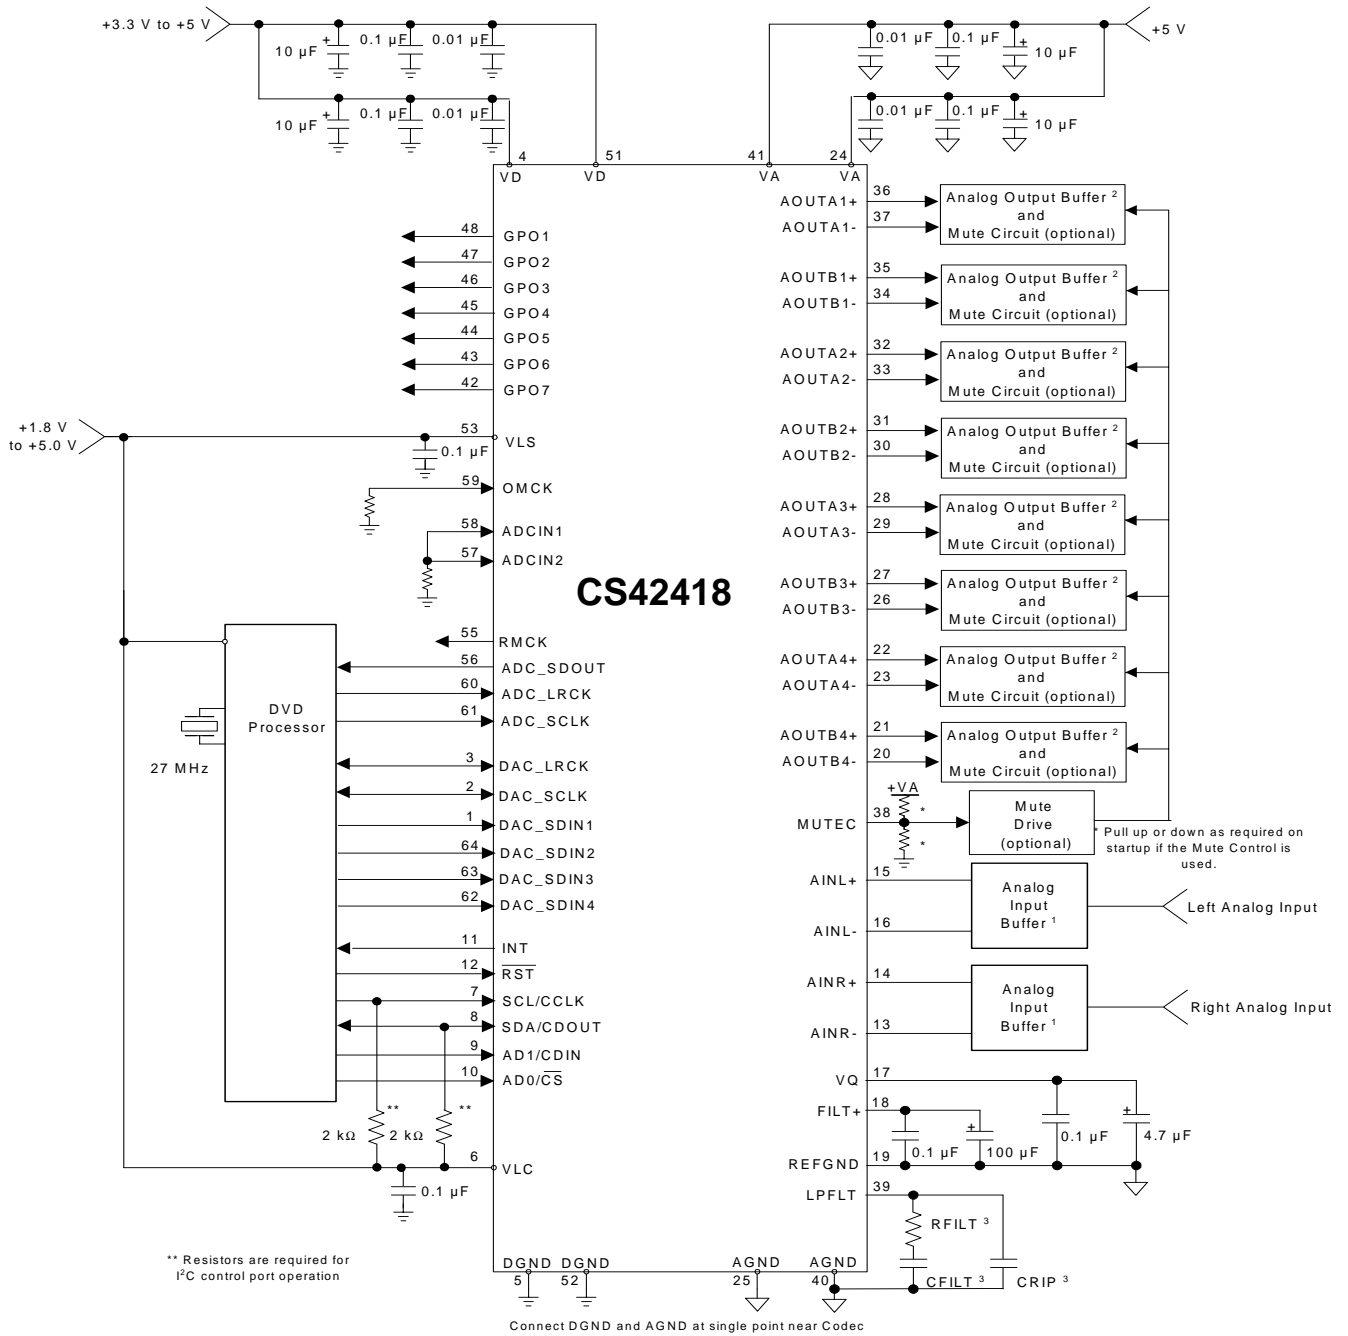 +3.3 V to +5 V
10 µF
+
0.1 µF
0.01 µF
10 µF
+
0.1 µF
0.01 µF
0.01 µF
0.1 µF
+
10 µF
+5 V
0.01 µF
0.1 µF
+
10 µF
4
VD
51
VD
41
VA
24
VA
48
GPO1
47
GPO2
46
GPO3
45
GPO4
44
GPO5
43
GPO6
42
GPO7
+1.8 V
to +5.0 V
53
VLS
0.1 µF
59
OMCK
58
ADCIN1
57
ADCIN2
CS42418
55
RMCK
56
ADC_SDOUT
60
ADC_LRCK
61
ADC_SCLK
DVD
Processor
27 MHz
3
DAC_LRCK
2
DAC_SCLK
1
DAC_SDIN1
64
DAC_SDIN2
63
DAC_SDIN3
62
DAC_SDIN4
11
INT
12
RST
7
SCL/CCLK
8
SDA/CDOUT
9
AD1/CDIN
10
AD0/CS
**
2 kΩ
**
2 kΩ
6
VLC
0.1 µF
** Resistors are required for
I²C control port operation
AOUTA1+
36
AOUTA1-
37
Analog Output Buffer ²
and
Mute Circuit (optional)
AOUTB1+
35
AOUTB1-
34
Analog Output Buffer ²
and
Mute Circuit (optional)
AOUTA2+
32
AOUTA2-
33
Analog Output Buffer ²
and
Mute Circuit (optional)
AOUTB2+
31
AOUTB2-
30
Analog Output Buffer ²
and
Mute Circuit (optional)
AOUTA3+
28
AOUTA3-
29
Analog Output Buffer ²
and
Mute Circuit (optional)
AOUTB3+
27
AOUTB3-
26
Analog Output Buffer ²
and
Mute Circuit (optional)
AOUTA4+
22
AOUTA4-
23
Analog Output Buffer ²
and
Mute Circuit (optional)
AOUTB4+
21
AOUTB4-
20
Analog Output Buffer ²
and
Mute Circuit (optional)
+VA
*
MUTEC
38
*
Mute
Drive
(optional)
* Pull up or down as required on
startup if the Mute Control is
used.
AINL+
15
AINL-
16
Analog
Input
Buffer ¹
Left Analog Input
AINR+
14
AINR-
13
Analog
Input
Buffer ¹
Right Analog Input
VQ
17
FILT+
18
0.1 µF
+
100 µF
0.1 µF
+
4.7 µF
REFGND
19
LPFLT
39
RFILT ³
CFILT ³
CRIP ³
DGND
5
DGND
52
AGND
25
AGND
40
Connect DGND and AGND at single point near Codec